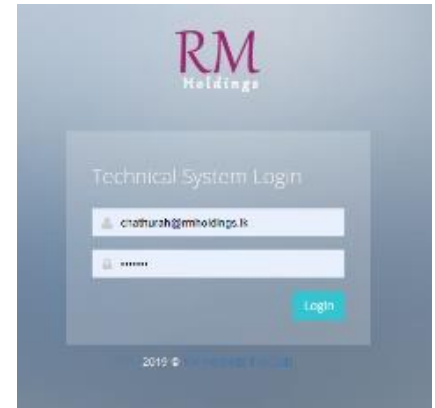 RM
Holdings
Technical System Login
chathurah@rmholdings.lk
•••••••
Login
2019 ©